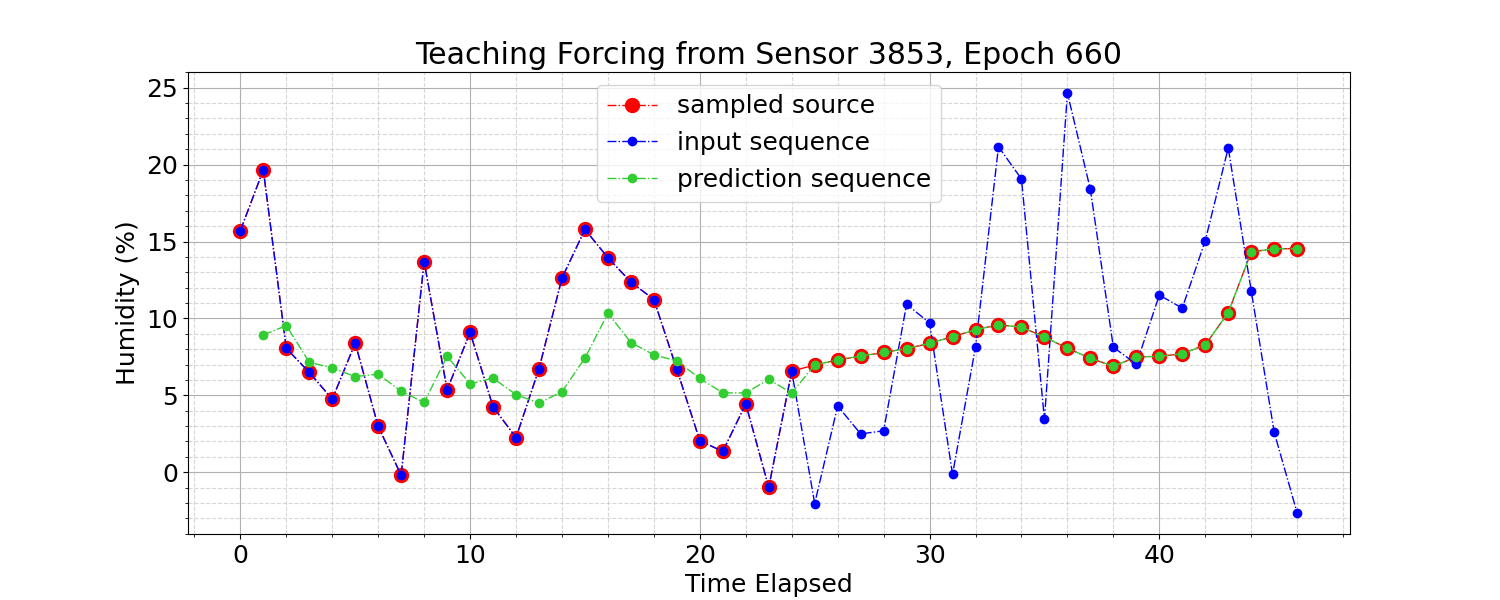 Teaching Forcing from Sensor 3853, Epoch 660
sampled source
input sequence
prediction sequence
Humidity (%)
25
20
15
10
5
0
0 10 20 30 40
Time Elapsed